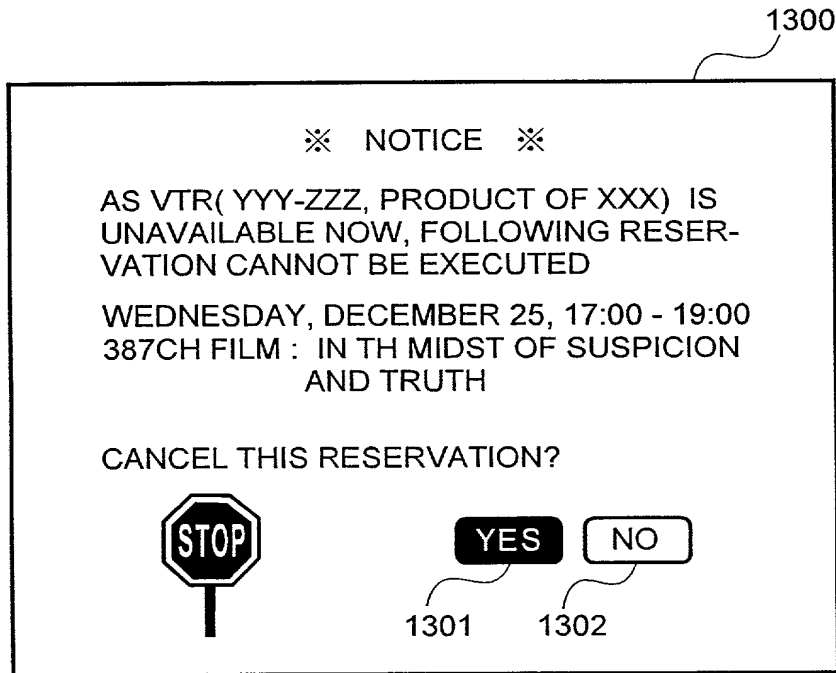 1300
※ NOTICE ※
AS VTR( YYY-ZZZ, PRODUCT OF XXX) IS
UNAVAILABLE NOW, FOLLOWING RESER-
VATION CANNOT BE EXECUTED
WEDNESDAY, DECEMBER 25, 17:00 - 19:00
387CH FILM : IN TH MIDST OF SUSPICION
AND TRUTH
CANCEL THIS RESERVATION?
STOP YES NO
1301 1302